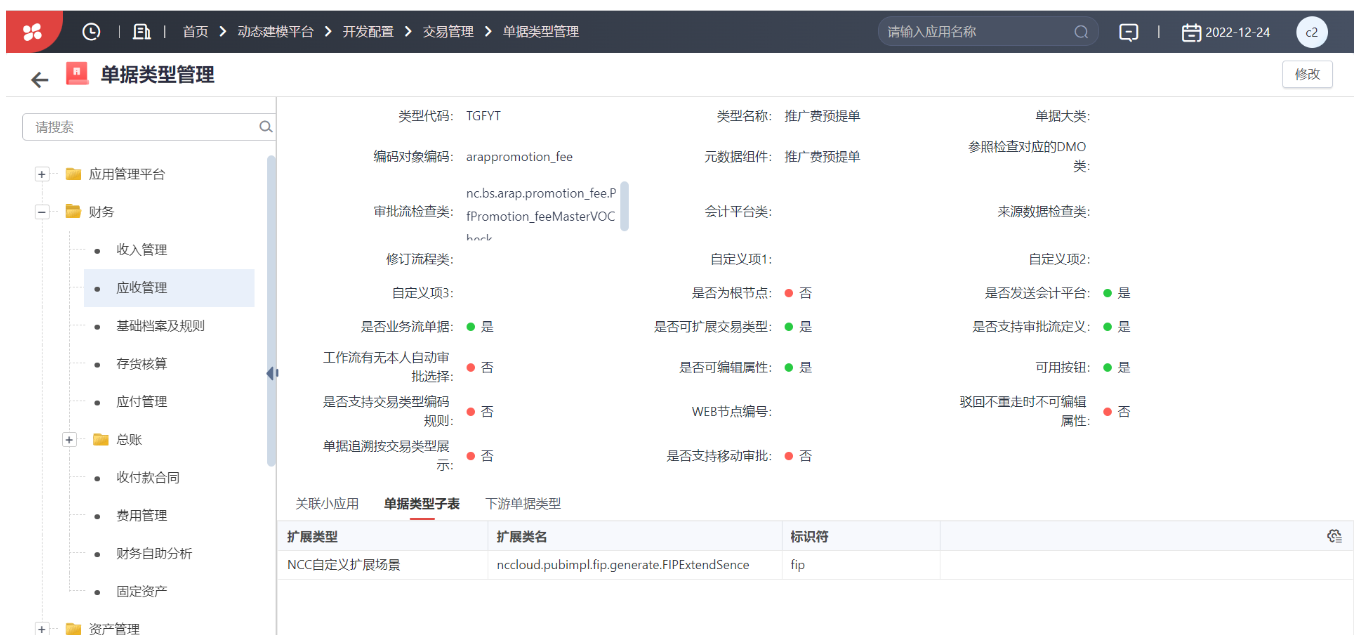 首页 动态建模平台 开发配置 交易管理 单据类型管理 请输入应用名称 2022-12-24 c2
单据类型管理 修改
请搜索
应用管理平台
财务
收入管理
应收管理
基础档案及规则
存货核算
应付管理
总账
收付款合同
费用管理
财务自助分析
固定资产
资产管理
类型代码: TGFYT 类型名称: 推广费预提单 单据大类:
编码对象编码: arappromotion_fee 元数据组件: 推广费预提单 参照检查对应的DMO
类:
审批流检查类: nc.bs.arap.promotion_fee.P
fPromotion_feeMasterVOC
heck
会计平台类: 来源数据检查类:
修订流程类: 自定义项1: 自定义项2:
自定义项3: 是否为根节点: 否 是否发送会计平台: 是
是否业务流单据: 是 是否可扩展交易类型: 是 是否支持审批流定义: 是
工作流有无本人自动审
批选择: 否 是否可编辑属性: 是 可用按钮: 是
是否支持交易类型编码
规则: 否 WEB节点编号: 驳回不重走时不可编辑
属性: 否
单据追溯按交易类型展
示: 否 是否支持移动审批: 否
关联小应用 单据类型子表 下游单据类型
扩展类型 扩展类名 标识符
NCC自定义扩展场景 nccloud.pubimpl.fip.generate.FIPExtendSence fip